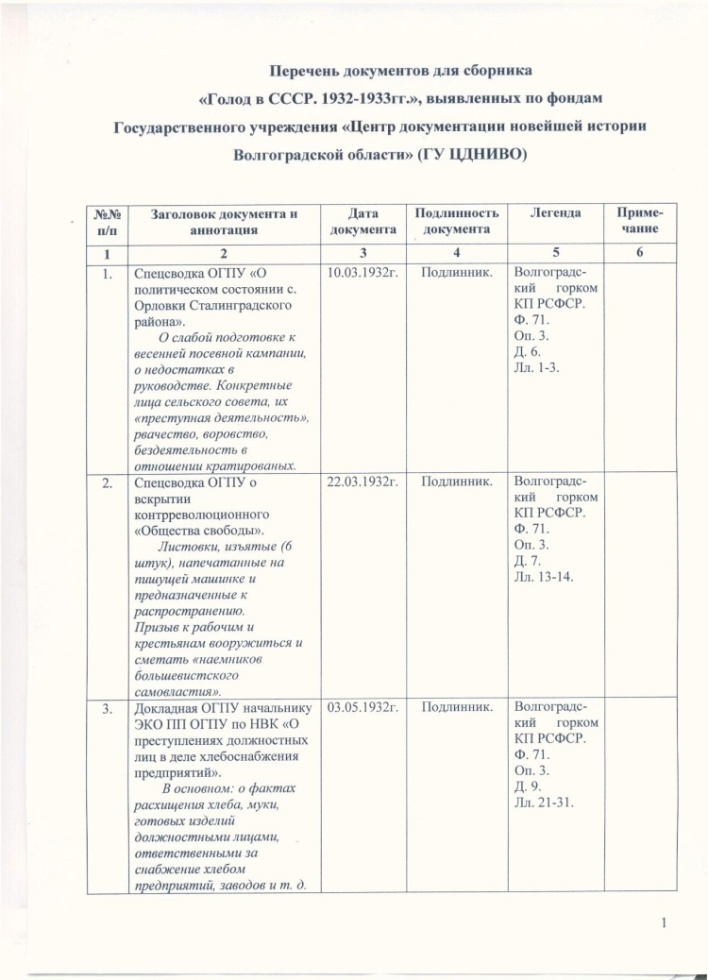 Перечень документов для сборника
«Голод в СССР. 1932-1933гг.», выявленных по фондам
Государственного учреждения «Центр документации новейшей истории
Волгоградской области» (ГУ ЦДНИВО)
№№ п/п
Заголовок документа и
аннотация
Дата
документа
Подлинность
документа
Легенда
Приме-
чание
1 2 3 4 5 6
1.
Спецсводка ОГПУ «О
политическом состоянии с.
Орловки Сталинградского
района».
О слабой подготовке к
весенней посевной кампании,
о недостатках в
руководстве. Конкретные
лица сельского совета, их
«преступная деятельность»,
рвачество, воровство,
бездеятельность в
отношении кратированых.
10.03.1932г.
Подлинник.
Волгоградс-
кий горком
КП РСФСР.
Ф. 71.
Оп. 3.
Д. 6.
Лл. 1-3.
2.
Спецсводка ОГПУ о
вскрытии
контрреволюционного
«Общества свободы».
Листовки, изъятые (6
штук), напечатанные на
пишущей машинке и
предназначенные к
распространению.
Призыв к рабочим и
крестьянам вооружиться и
сметать «наемников
большевистского
самовластия».
22.03.1932г.
Подлинник.
Волгоградс-
кий горком
КП РСФСР.
Ф. 71.
Оп. 3.
Д. 7.
Лл. 13-14.
3.
Докладная ОГПУ начальнику
ЭКО ПП ОГПУ по НВК «О
преступлениях должностных
лиц в деле хлебоснабжения
предприятий».
В основном: о фактах
расхищения хлеба, муки,
готовых изделий
должностными лицами,
ответственными за
снабжение хлебом
предприятий, заводов и т. д.
03.05.1932г.
Подлинник.
Волгоградс-
кий горком
КП РСФСР.
Ф. 71.
Оп. 3.
Д. 9.
Лл. 21-31.
1